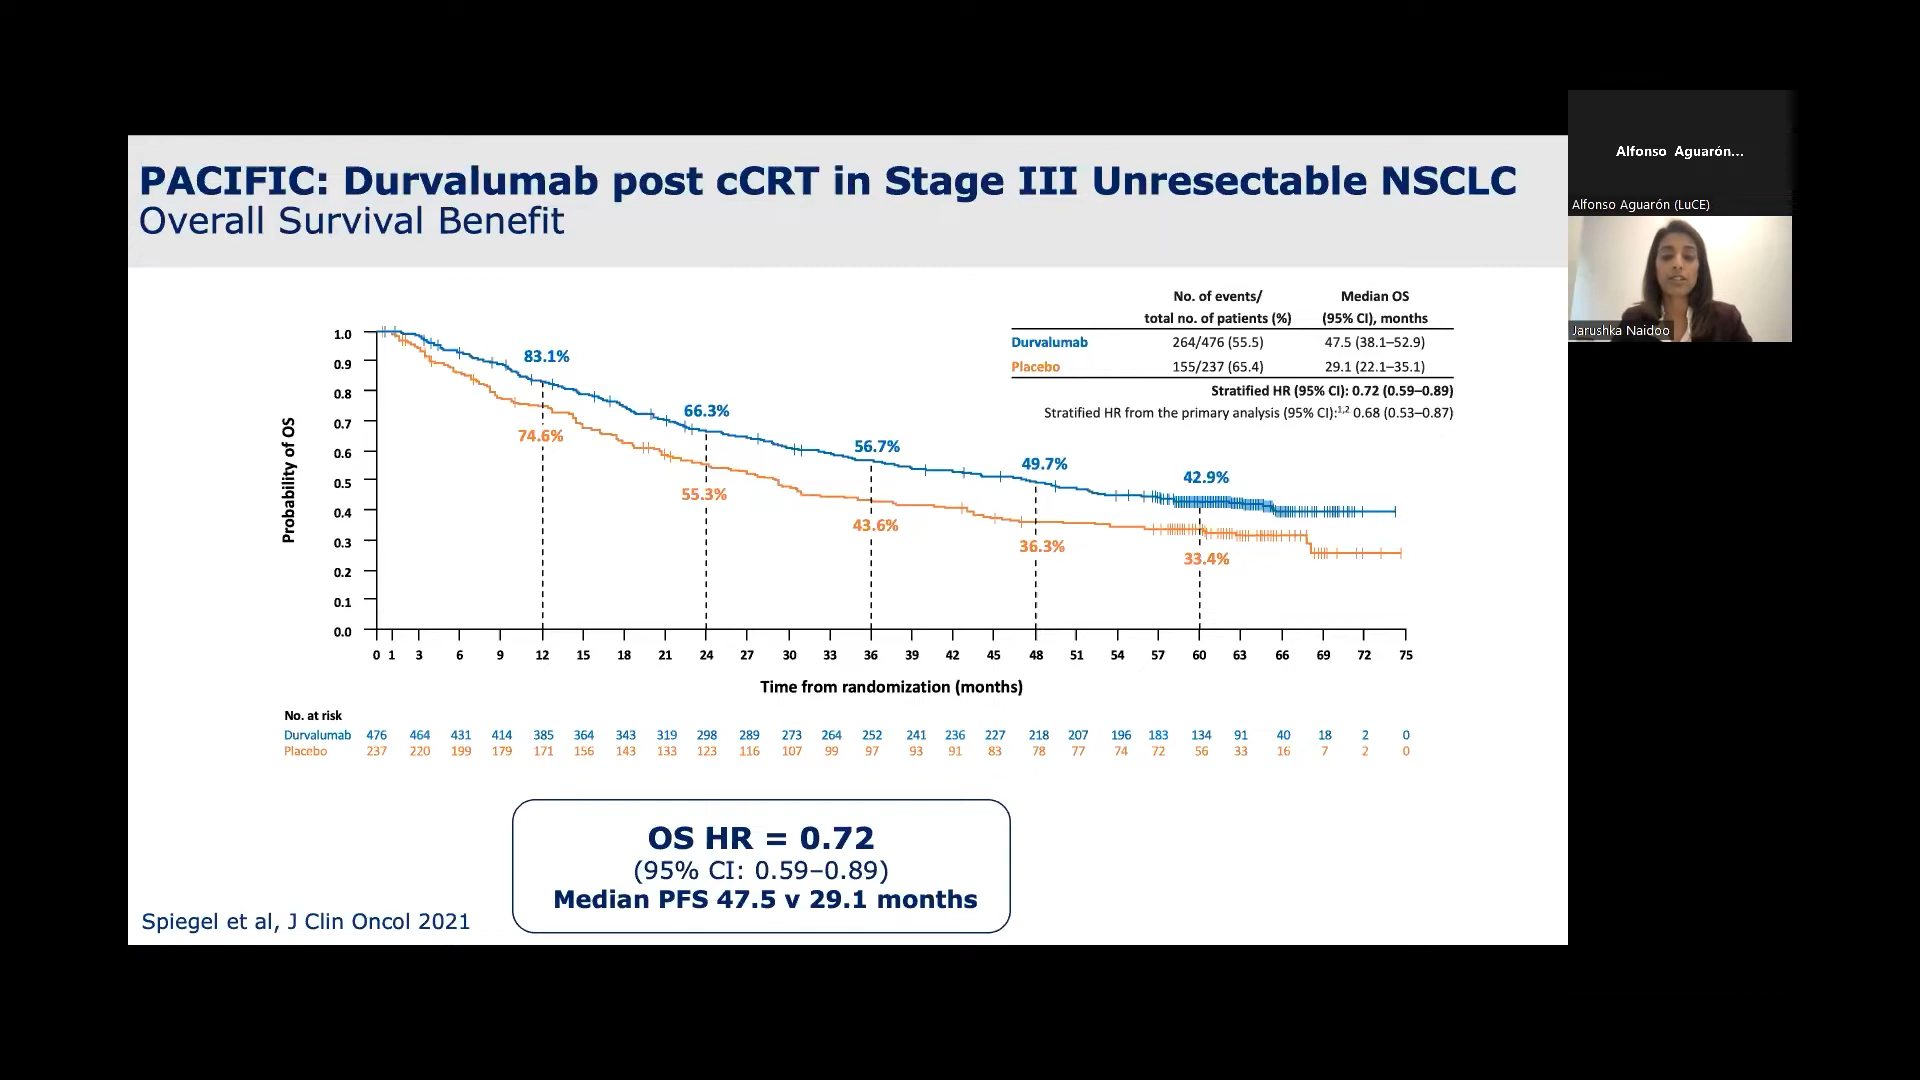 PACIFIC: Durvalumab post cCRT in Stage III Unresectable NSCLC
Overall Survival Benefit
Alfonso Aguarón...
Alfonso Aguarón (LuCE)
Jarushka Naidoo
No. of events/ Median OS
total no. of patients (%) (95% CI), months
Durvalumab 264/476 (55.5) 47.5 (38.1–52.9)
Placebo 155/237 (65.4) 29.1 (22.1–35.1)
Stratified HR (95% CI): 0.72 (0.59–0.89)
Stratified HR from the primary analysis (95% CI):1,2 0.68 (0.53–0.87)
Probability of OS
1.0
0.9
0.8
0.7
0.6
0.5
0.4
0.3
0.2
0.1
0.0
83.1%
66.3%
56.7%
49.7%
42.9%
74.6%
55.3%
43.6%
36.3%
33.4%
0 1 3 6 9 12 15 18 21 24 27 30 33 36 39 42 45 48 51 54 57 60 63 66 69 72 75
Time from randomization (months)
No. at risk
Durvalumab 476 464 431 414 385 364 343 319 298 289 273 264 252 241 236 227 218 207 196 183 134 91 40 18 2 0
Placebo 237 220 199 179 171 156 143 133 123 116 107 99 97 93 91 83 78 77 74 72 56 33 16 7 2 0
OS HR = 0.72
(95% CI: 0.59–0.89)
Median PFS 47.5 v 29.1 months
Spiegel et al, J Clin Oncol 2021